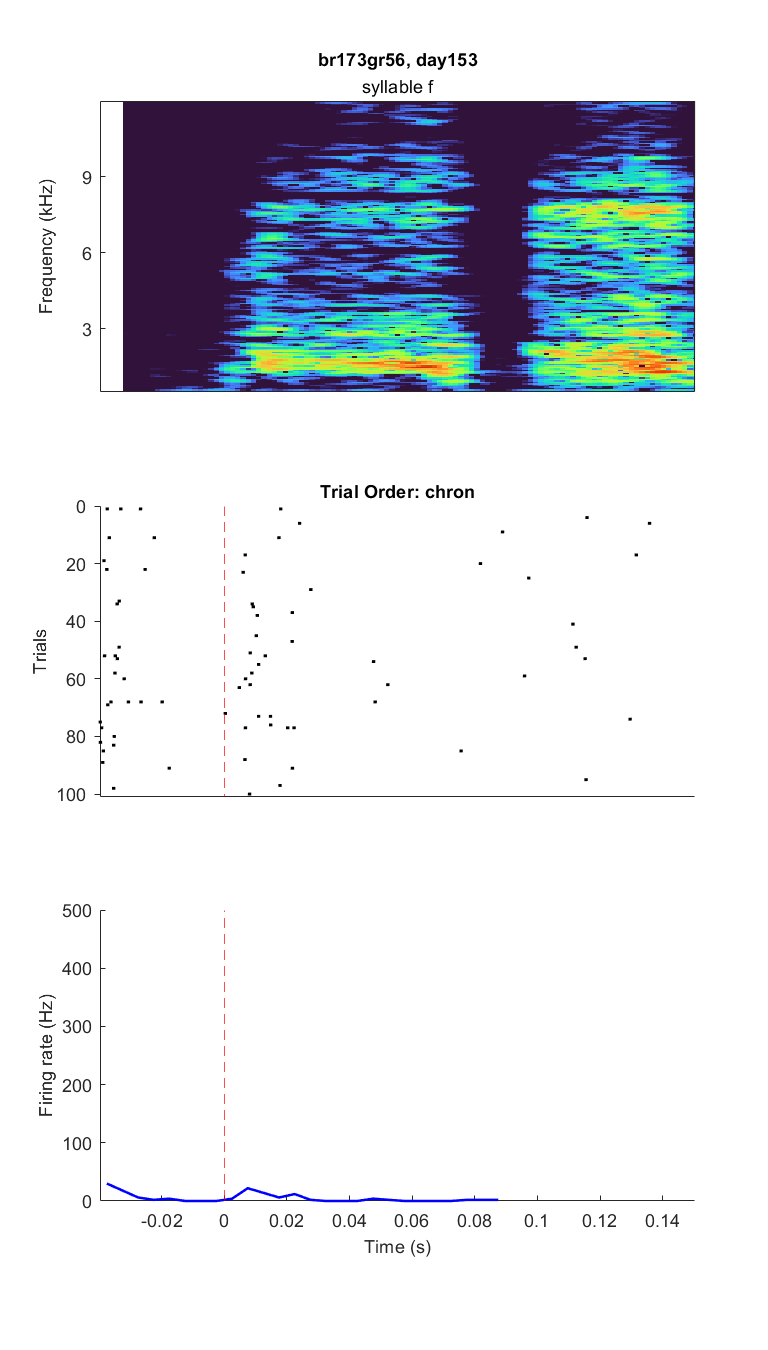 br173gr56, day153
syllable f
9
6
3
Frequency (kHz)
Trial Order: chron
0
20
40
60
80
100
Trials
500
400
300
200
100
0
Firing rate (Hz)
-0.02 0 0.02 0.04 0.06 0.08 0.1 0.12 0.14
Time (s)